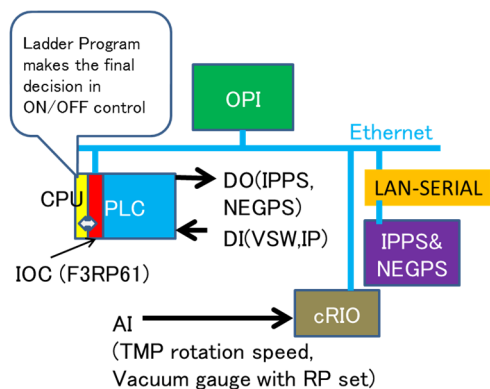 Ladder Program
makes the final
decision in
ON/OFF control
OPI
Ethernet
CPU
PLC
DO(IPPS,
NEGPS)
DI(VSW,IP)
LAN-SERIAL
IPPS&
NEGPS
IOC (F3RP61)
cRIO
AI
(TMP rotation speed,
Vacuum gauge with RP set)